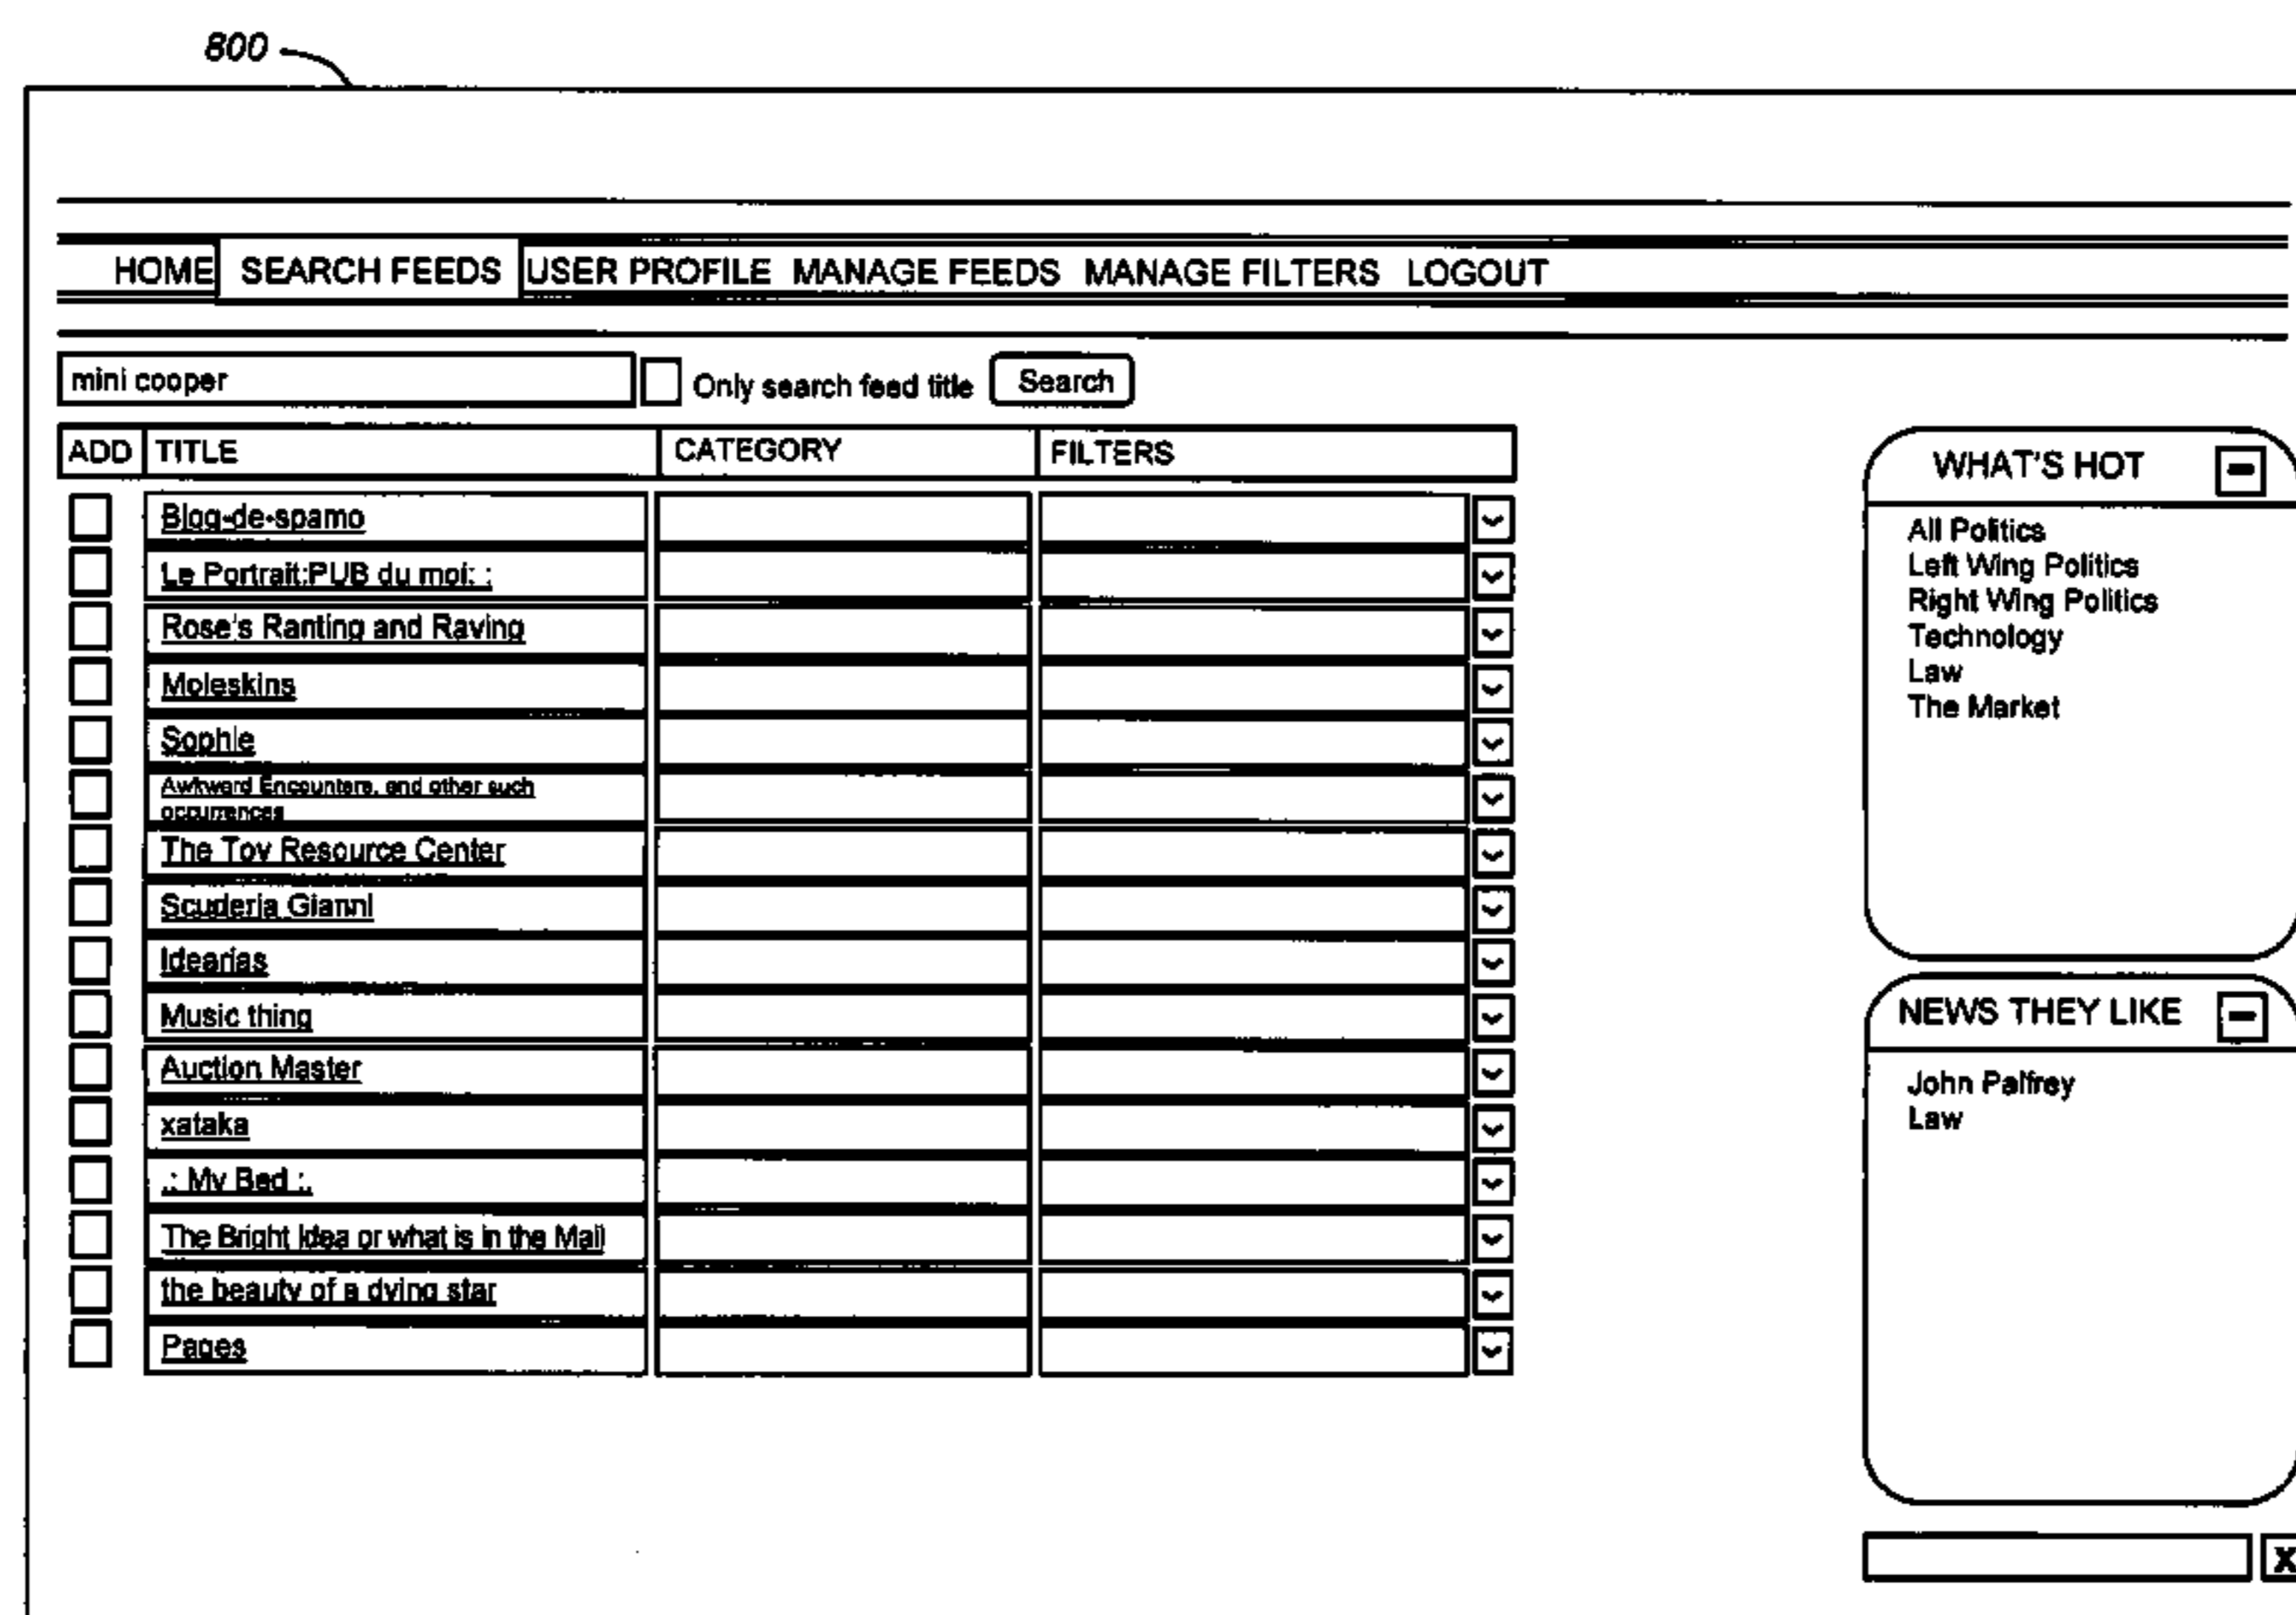 800
HOME SEARCH FEEDS USER PROFILE MANAGE FEEDS MANAGE FILTERS LOGOUT
mini cooper Only search feed title Search
ADD TITLE CATEGORY FILTERS
Blog-de-spamo
Le Portrait:PUB du moi: :
Rose's Ranting and Raving
Moleskins
Sophie
Awkward Encounters, and other such
occurrences
The Toy Resource Center
Scuderia Gianni
Idearias
Music thing
Auction Master
xataka
.: My Bed :.
The Bright Idea or what is in the Mail
the beauty of a dying star
Pages
WHAT'S HOT
All Politics
Left Wing Politics
Right Wing Politics
Technology
Law
The Market
NEWS THEY LIKE
John Palfrey
Law
X